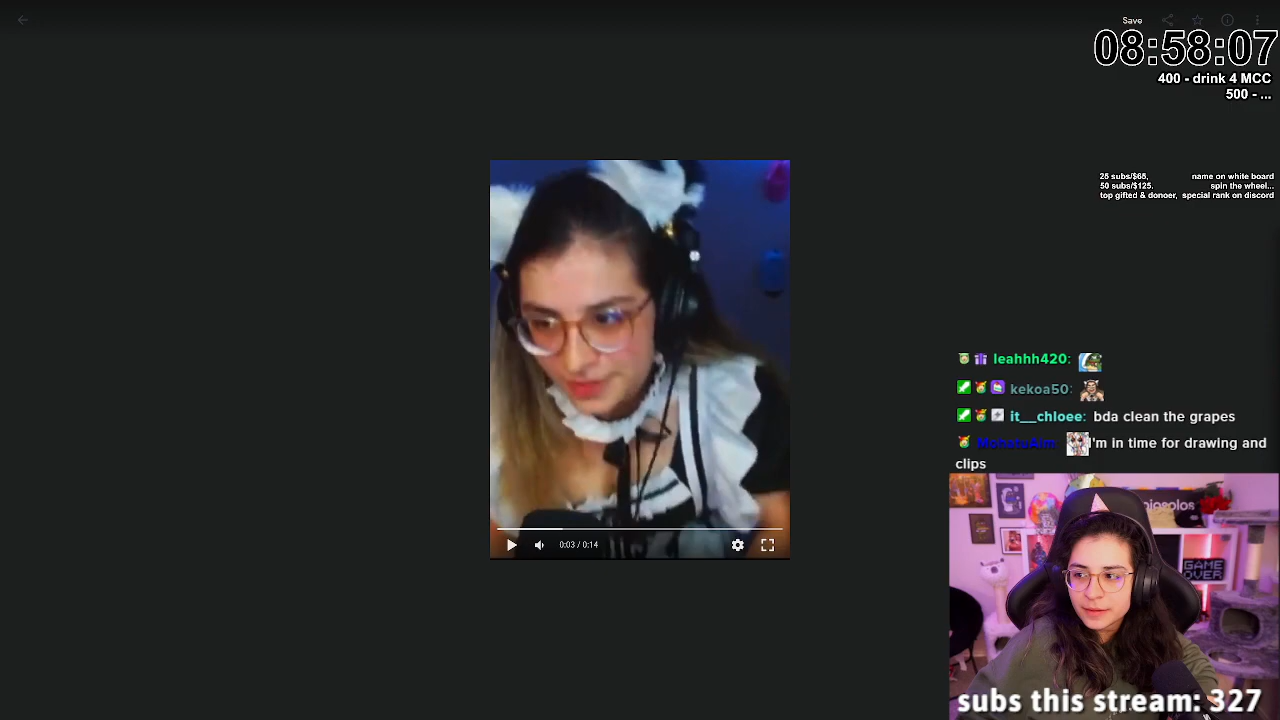 Save
08:58:07
400 - drink 4 MCC
500 - ...
25 subs/$65, name on white board
50 subs/$125. spin the wheel...
top gifted & donoer, special rank on discord
leahhh420:
kekoa50:
it__chloee: bda clean the grapes
MohatuAim: I'm in time for drawing and
clips
0:03 / 0:14
GAME
OVER
subs this stream: 327